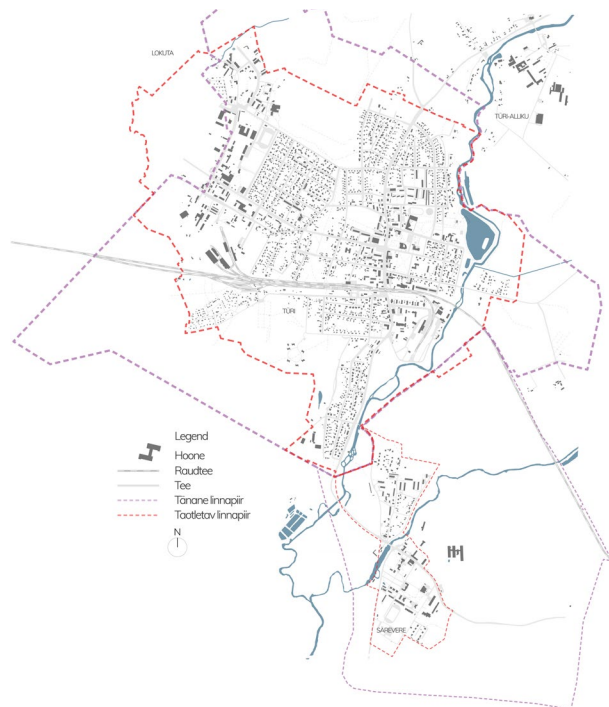 LOKUTA
TÜRI-ALLIKU
TÜRI
Legend
Hoone
Raudtee
Tee
Tänane linnapiir
Taotletav linnapiir
N
SÄREVERE